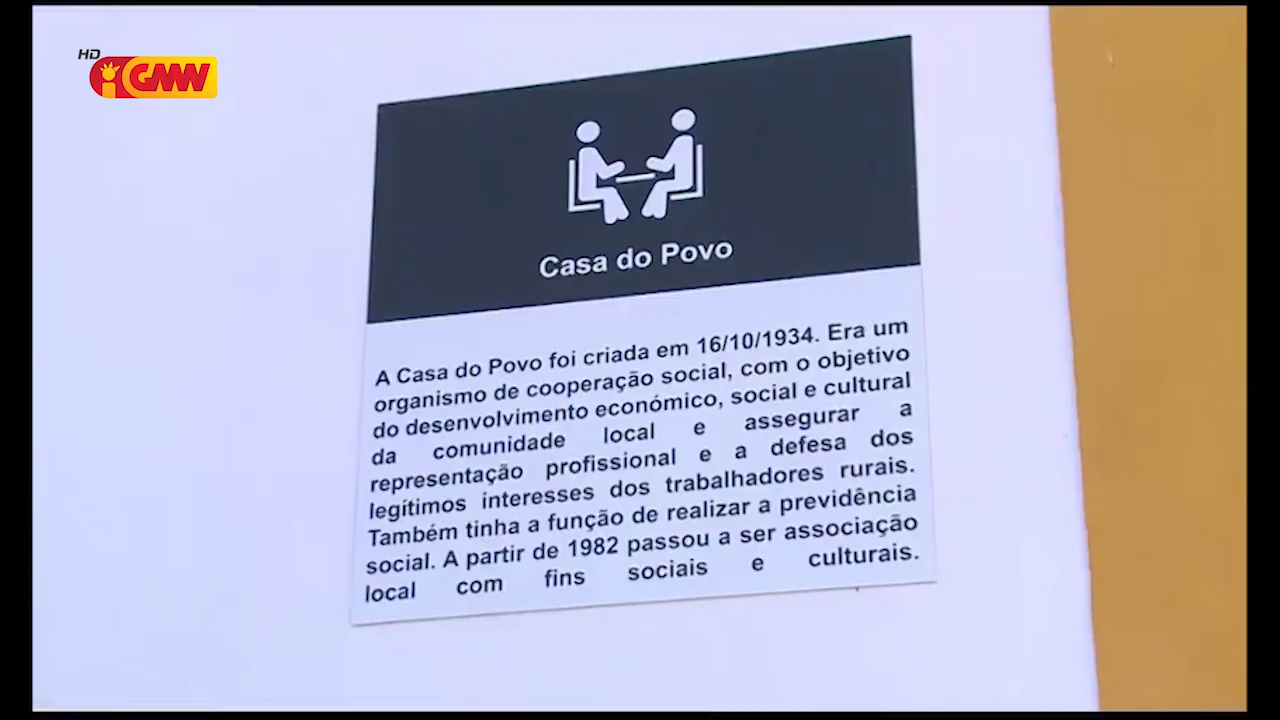 HD
iGMW
Casa do Povo
A Casa do Povo foi criada em 16/10/1934. Era um
organismo de cooperação social, com o objetivo
do desenvolvimento económico, social e cultural
da comunidade local e assegurar a
representação profissional e a defesa dos
legítimos interesses dos trabalhadores rurais.
Também tinha a função de realizar a previdência
social. A partir de 1982 passou a ser associação
local com fins sociais e culturais.